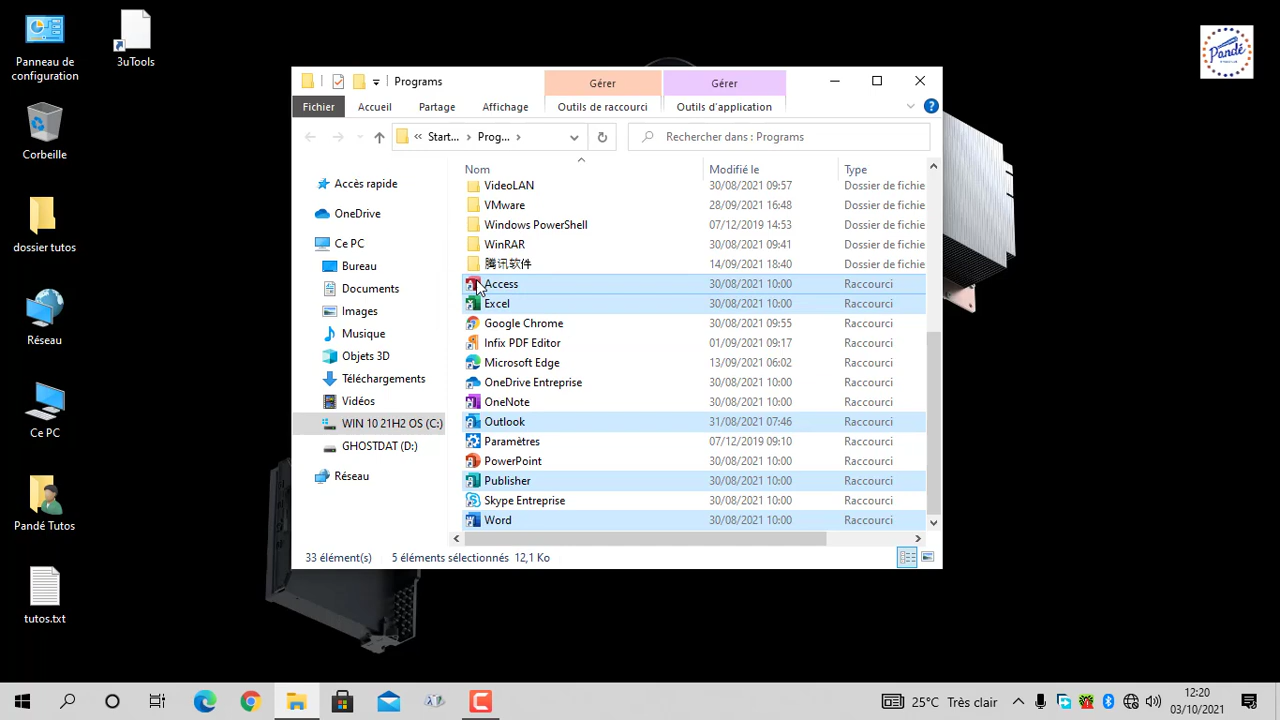 Panneau de
configuration
3uTools
Corbeille
dossier tutos
Réseau
Ce PC
Pandé Tutos
tutos.txt
Pandé
Programs
Gérer
Gérer
Fichier
Accueil
Partage
Affichage
Outils de raccourci
Outils d'application
« Start... › Prog... ›
Rechercher dans : Programs
Accès rapide
OneDrive
Ce PC
Bureau
Documents
Images
Musique
Objets 3D
Téléchargements
Vidéos
WIN 10 21H2 OS (C:)
GHOSTDAT (D:)
Réseau
Nom Modifié le Type
VideoLAN 30/08/2021 09:57 Dossier de fichie
VMware 28/09/2021 16:48 Dossier de fichie
Windows PowerShell 07/12/2019 14:53 Dossier de fichie
WinRAR 30/08/2021 09:41 Dossier de fichie
腾讯软件 14/09/2021 18:40 Dossier de fichie
Access 30/08/2021 10:00 Raccourci
Excel 30/08/2021 10:00 Raccourci
Google Chrome 30/08/2021 09:55 Raccourci
Infix PDF Editor 01/09/2021 09:17 Raccourci
Microsoft Edge 13/09/2021 06:02 Raccourci
OneDrive Entreprise 30/08/2021 10:00 Raccourci
OneNote 30/08/2021 10:00 Raccourci
Outlook 31/08/2021 07:46 Raccourci
Paramètres 07/12/2019 09:10 Raccourci
PowerPoint 30/08/2021 10:00 Raccourci
Publisher 30/08/2021 10:00 Raccourci
Skype Entreprise 30/08/2021 10:00 Raccourci
Word 30/08/2021 10:00 Raccourci
33 élément(s) 5 éléments sélectionnés 12,1 Ko
25°C Très clair
12:20
03/10/2021